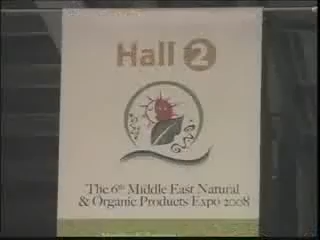 Hall 2
The 6th Middle East Natural
& Organic Products Expo 2008